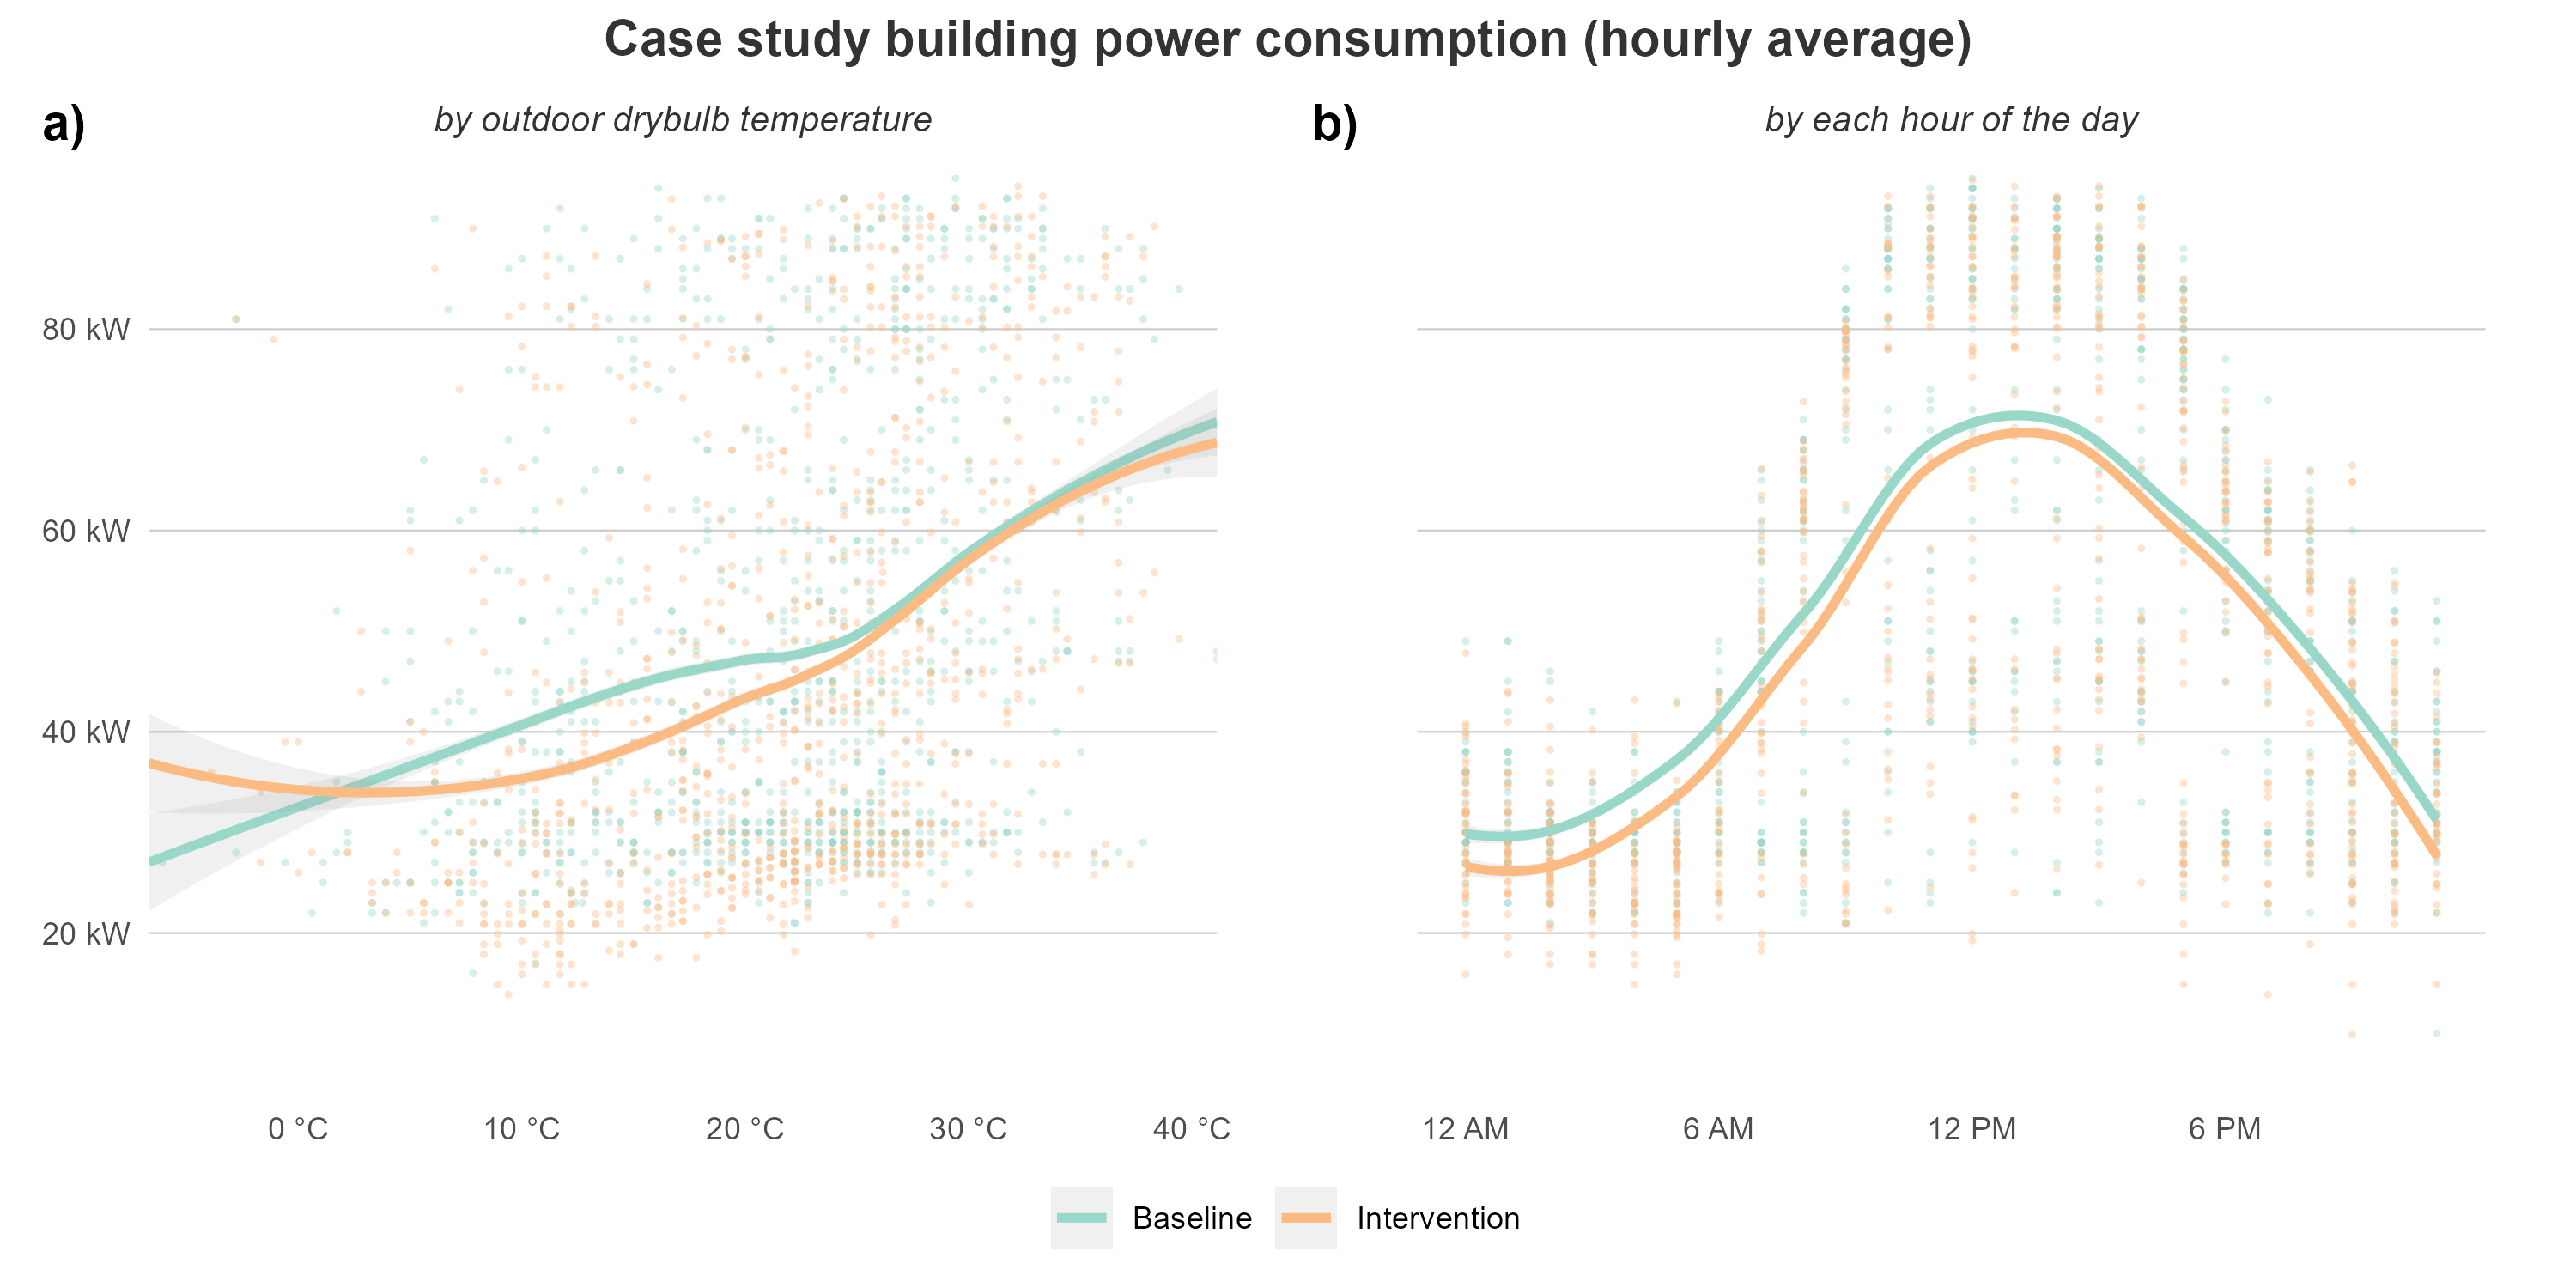 Case study building power consumption (hourly average)
a)
by outdoor drybulb temperature
80 kW
60 kW
40 kW
20 kW
0 °C
10 °C
20 °C
30 °C
40 °C
b)
by each hour of the day
12 AM
6 AM
12 PM
6 PM
Baseline
Intervention